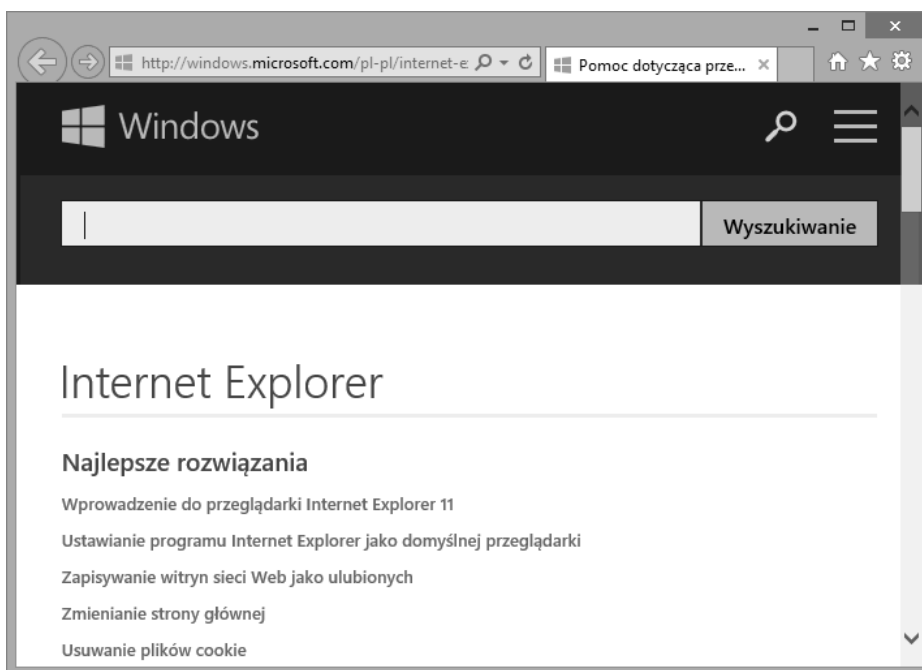 http://windows.microsoft.com/pl-pl/internet-e
Pomoc dotycząca prze...
Windows
Wyszukiwanie
Internet Explorer
Najlepsze rozwiązania
Wprowadzenie do przeglądarki Internet Explorer 11
Ustawianie programu Internet Explorer jako domyślnej przeglądarki
Zapisywanie witryn sieci Web jako ulubionych
Zmienianie strony głównej
Usuwanie plików cookie